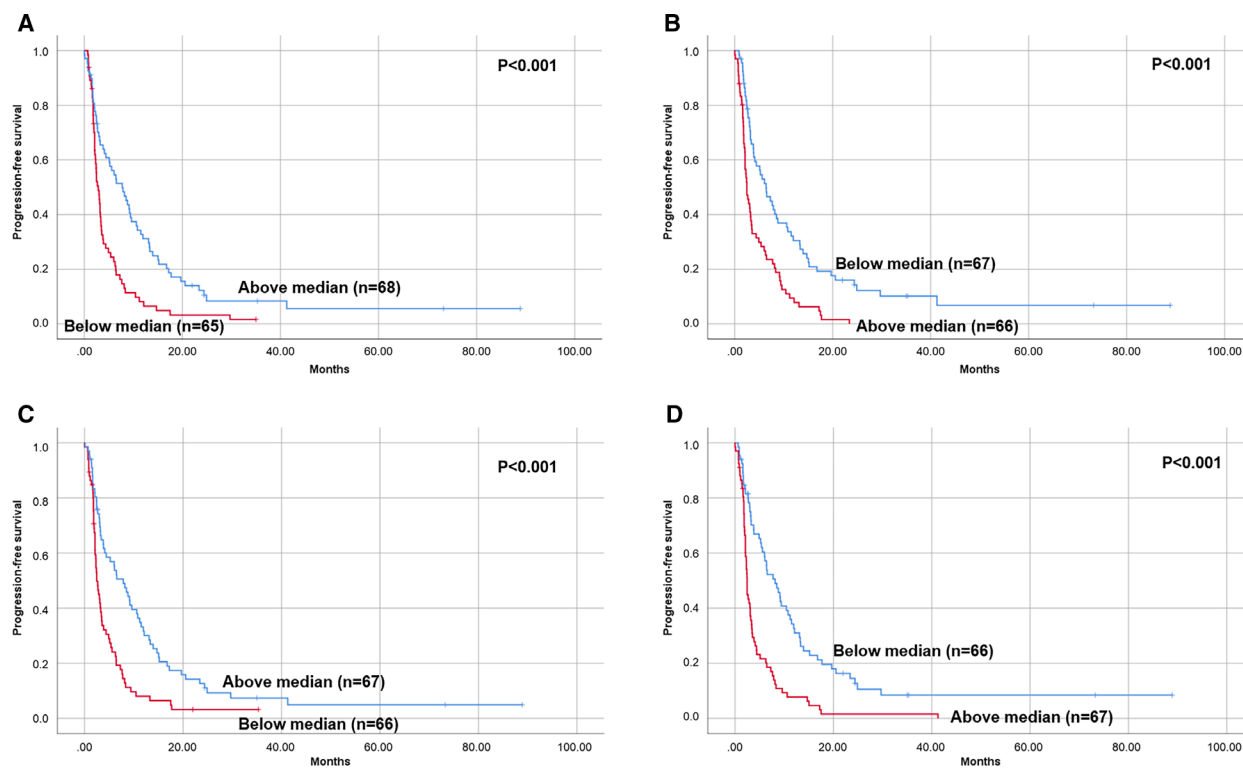 A
P<0.001
Progression-free survival
1.0
0.8
0.6
0.4
0.2
0.0
Above median (n=68)
Below median (n=65)
.00 20.00 40.00 60.00 80.00 100.00
Months
B
P<0.001
Progression-free survival
1.0
0.8
0.6
0.4
0.2
0.0
Below median (n=67)
Above median (n=66)
.00 20.00 40.00 60.00 80.00 100.00
Months
C
P<0.001
Progression-free survival
1.0
0.8
0.6
0.4
0.2
0.0
Above median (n=67)
Below median (n=66)
.00 20.00 40.00 60.00 80.00 100.00
Months
D
P<0.001
Progression-free survival
1.0
0.8
0.6
0.4
0.2
0.0
Below median (n=66)
Above median (n=67)
.00 20.00 40.00 60.00 80.00 100.00
Months